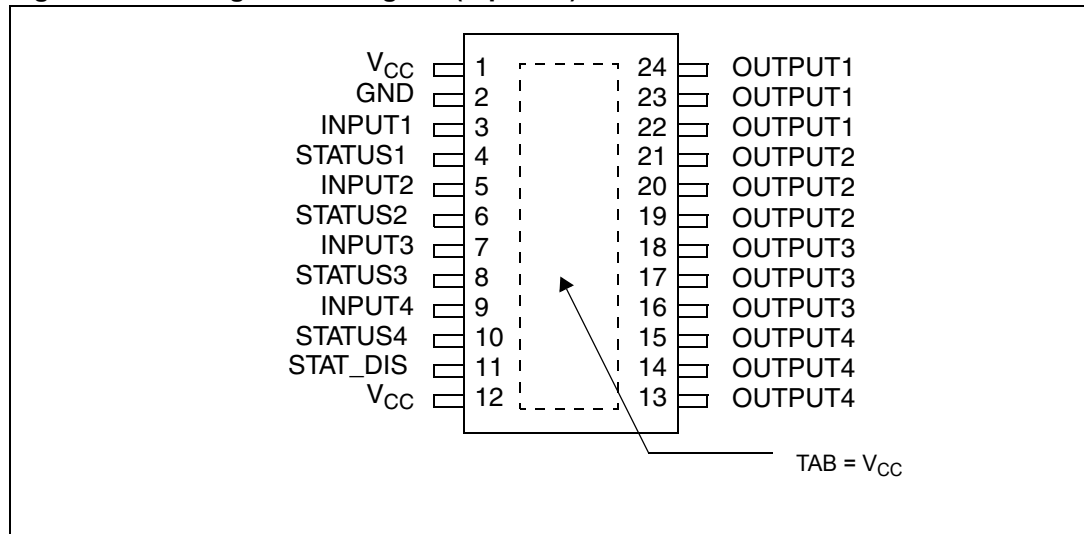 V_CC 1 24 OUTPUT1
GND 2 23 OUTPUT1
INPUT1 3 22 OUTPUT1
STATUS1 4 21 OUTPUT2
INPUT2 5 20 OUTPUT2
STATUS2 6 19 OUTPUT2
INPUT3 7 18 OUTPUT3
STATUS3 8 17 OUTPUT3
INPUT4 9 16 OUTPUT3
STATUS4 10 15 OUTPUT4
STAT_DIS 11 14 OUTPUT4
V_CC 12 13 OUTPUT4
TAB = V_CC